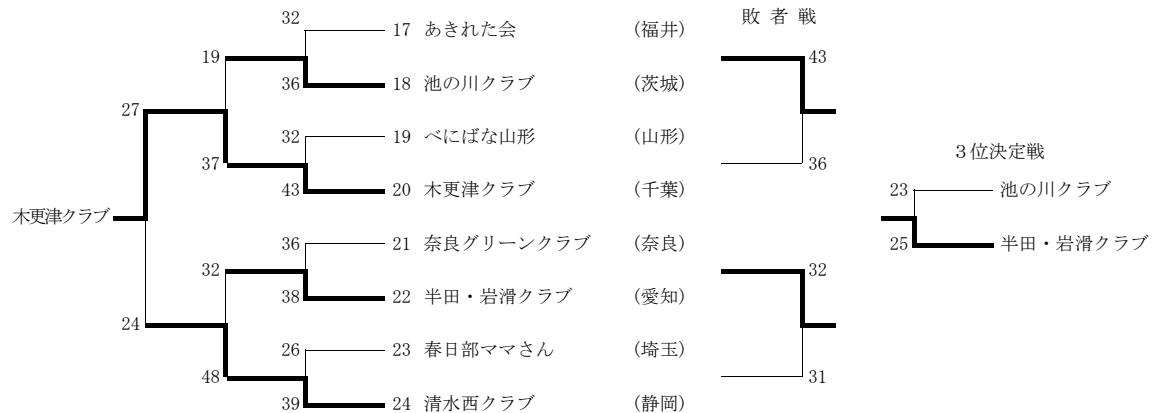 32
敗 者 戦
17 あきれた会 (福井)
19
43
36
18 池の川クラブ (茨城)
27
32
19 べにばな山形 (山形)
3位決定戦
37
36
43
20 木更津クラブ (千葉)
23
池の川クラブ
木更津クラブ
36
21 奈良グリーンクラブ (奈良)
25
半田・岩滑クラブ
32
32
38
22 半田・岩滑クラブ (愛知)
24
26
23 春日部ママさん (埼玉)
48
31
39
24 清水西クラブ (静岡)